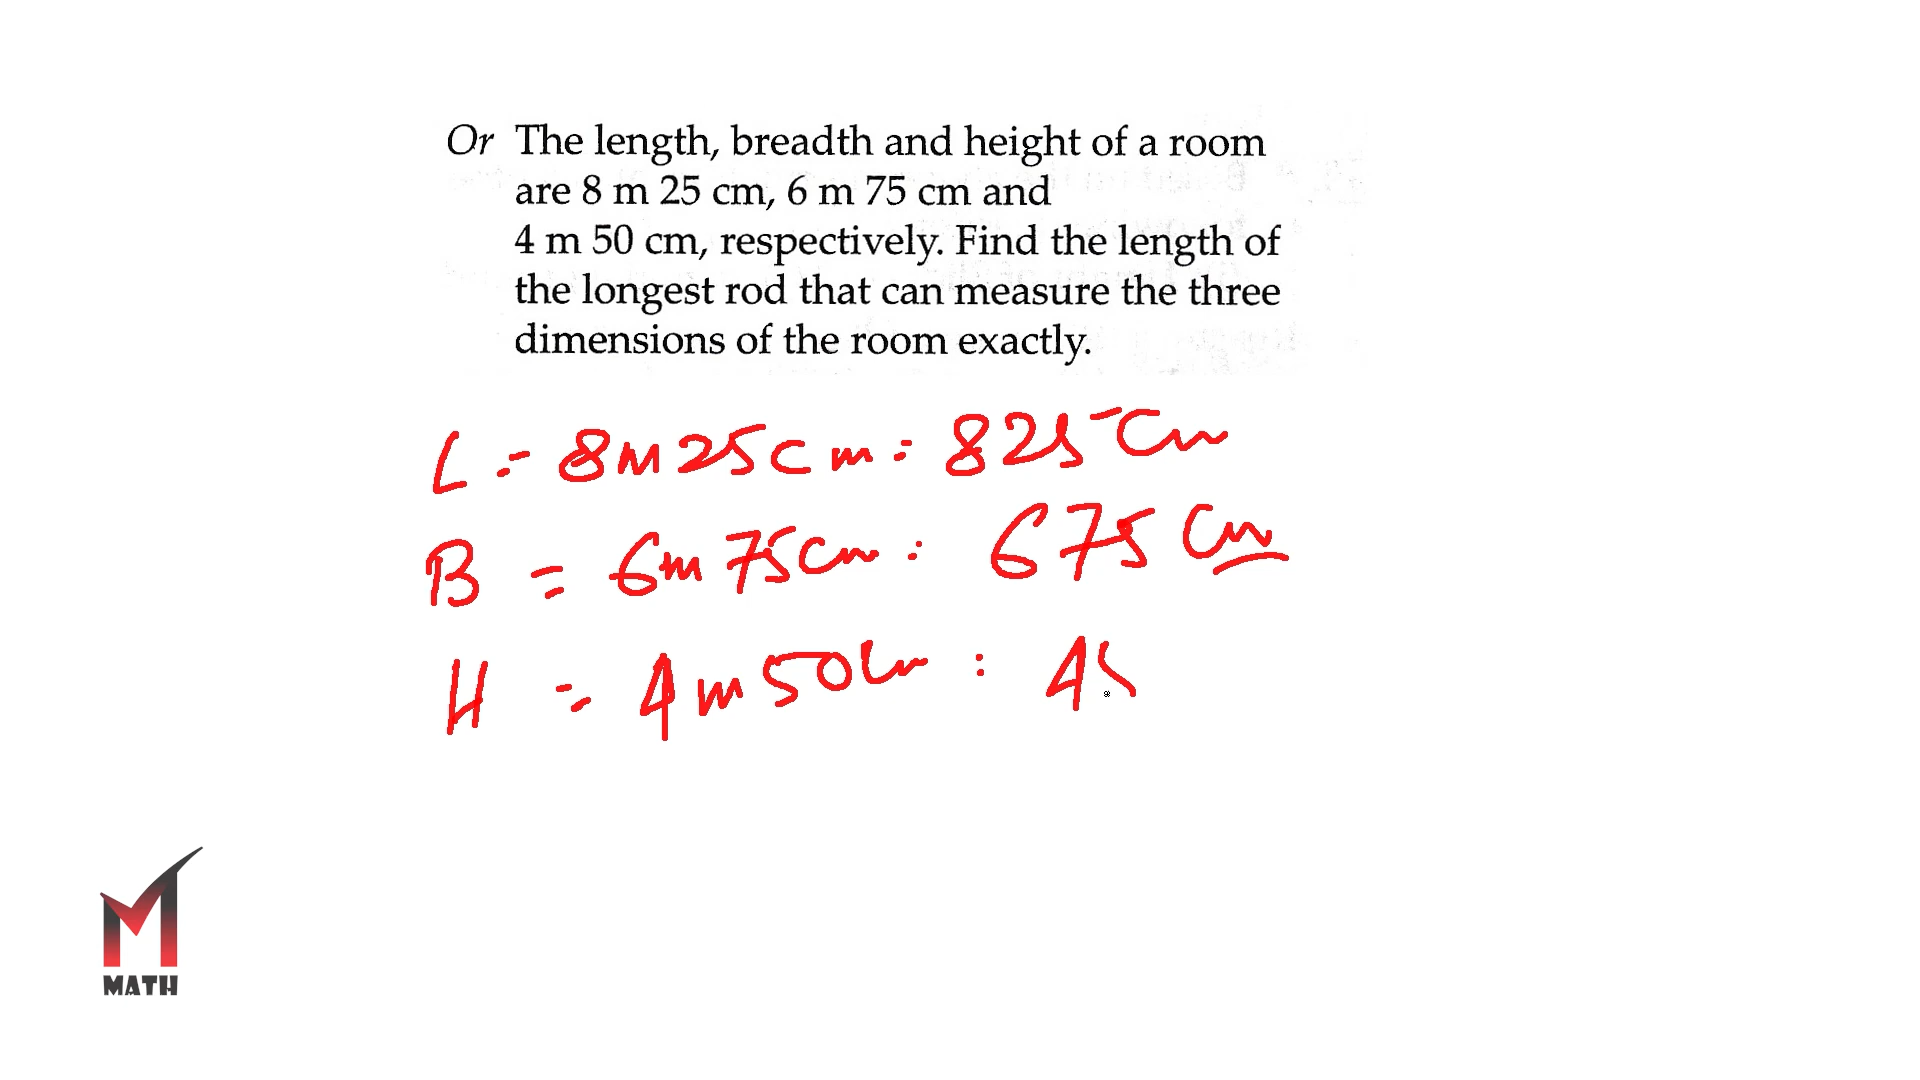 Or The length, breadth and height of a room
are 8 m 25 cm, 6 m 75 cm and
4 m 50 cm, respectively. Find the length of
the longest rod that can measure the three
dimensions of the room exactly.
L = 8m25cm = 825 cm
B = 6m 75cm = 675 cm
H = 4m50cm = 45
MATH